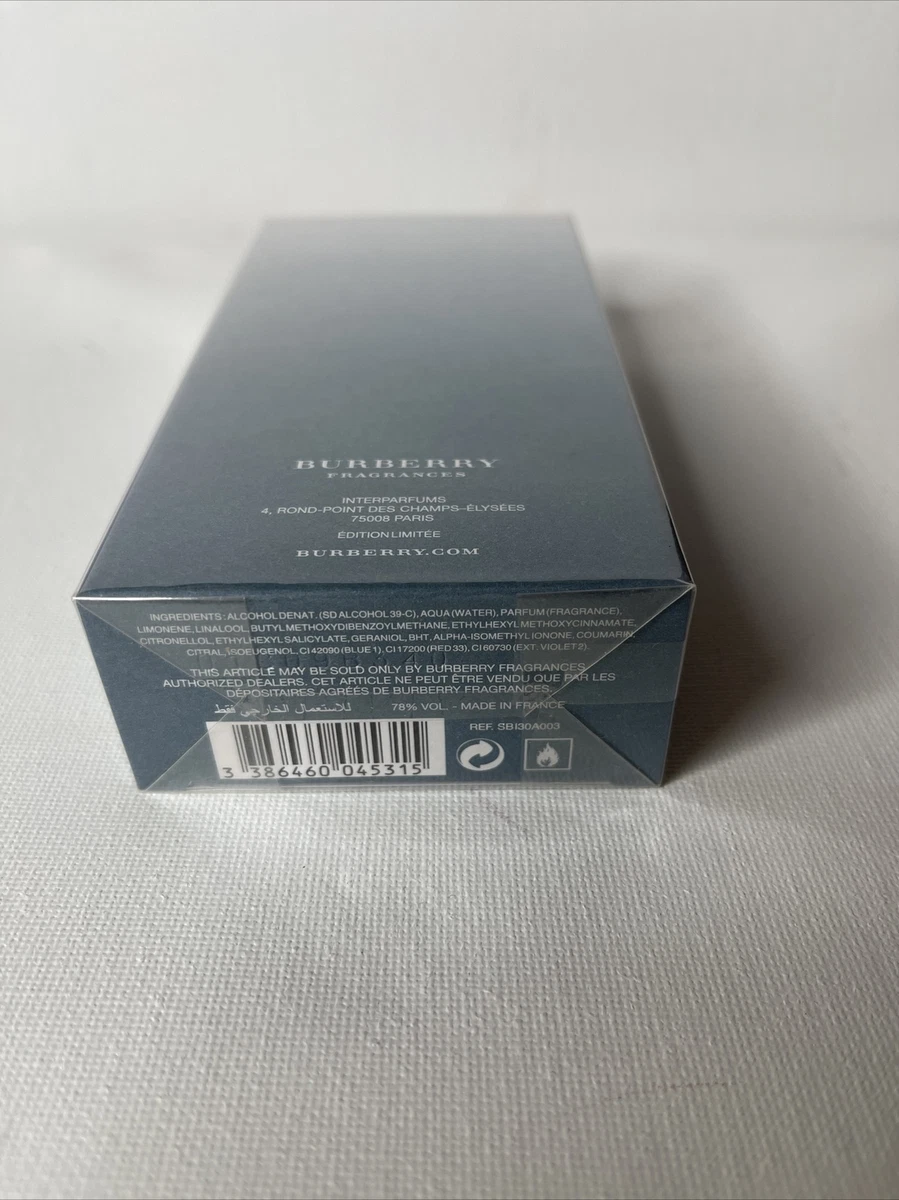 BURBERRY
FRAGRANCES
INTERPARFUMS
4, ROND-POINT DES CHAMPS-ÉLYSÉES
75008 PARIS
ÉDITION LIMITÉE
BURBERRY.COM
INGREDIENTS: ALCOHOL DENAT. (SD ALCOHOL 39-C), AQUA (WATER), PARFUM (FRAGRANCE),
LIMONENE, LINALOOL, BUTYL METHOXYDIBENZOYLMETHANE, ETHYLHEXYL METHOXYCINNAMATE,
CITRONELLOL, ETHYLHEXYL SALICYLATE, GERANIOL, BHT, ALPHA-ISOMETHYL IONONE, COUMARIN,
CITRAL, ISOEUGENOL, CI 42090 (BLUE 1), CI 17200 (RED 33), CI 60730 (EXT. VIOLET 2).
THIS ARTICLE MAY BE SOLD ONLY BY BURBERRY FRAGRANCES
AUTHORIZED DEALERS. CET ARTICLE NE PEUT ÊTRE VENDU QUE PAR LES
DÉPOSITAIRES AGRÉÉS DE BURBERRY FRAGRANCES.
للاستعمال الخارجي فقط 78% VOL. - MADE IN FRANCE
REF. SBI30A003
3 386460 045315